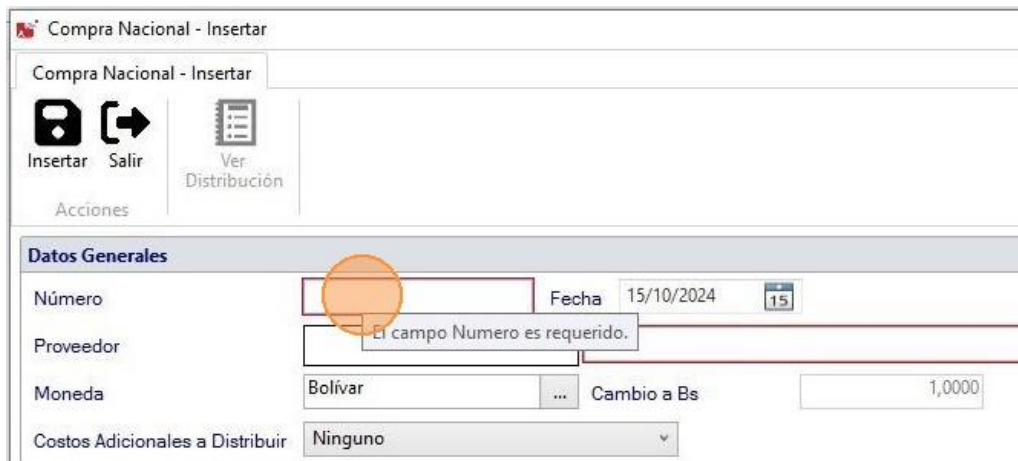 Compra Nacional - Insertar
Compra Nacional - Insertar
Insertar Salir Ver Distribución
Acciones
Datos Generales
Número Fecha 15/10/2024 15
El campo Numero es requerido.
Proveedor
Moneda Bolívar ... Cambio a Bs 1,0000
Costos Adicionales a Distribuir Ninguno